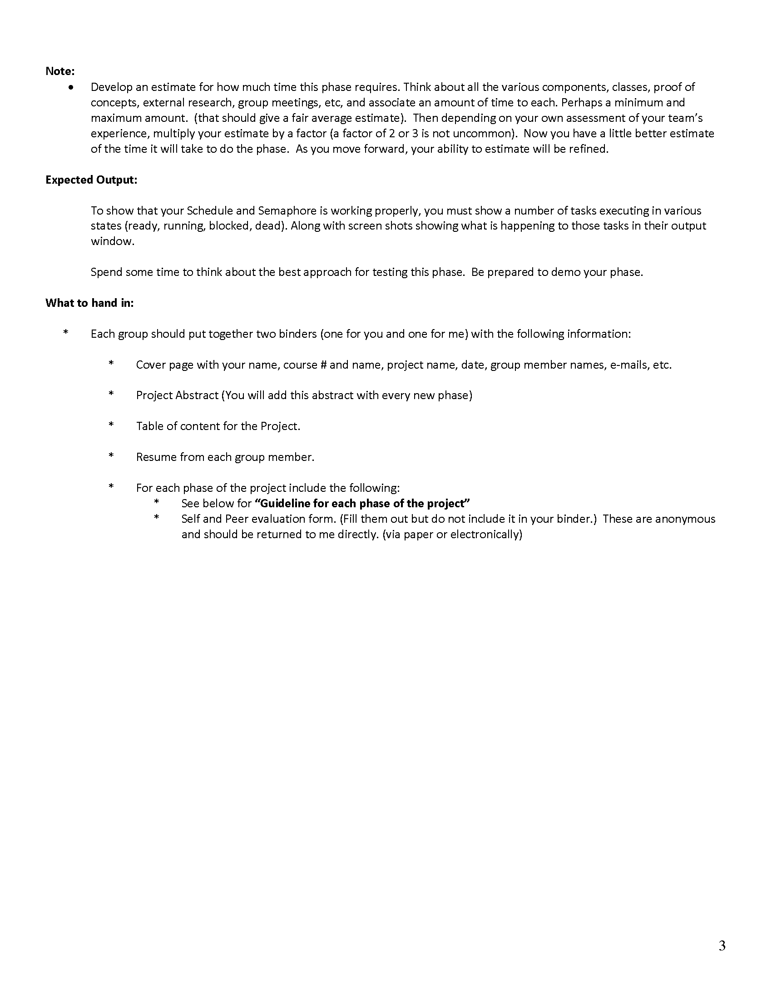 Note:
• Develop an estimate for how much time this phase requires. Think about all the various components, classes, proof of
concepts, external research, group meetings, etc, and associate an amount of time to each. Perhaps a minimum and
maximum amount.  (that should give a fair average estimate).  Then depending on your own assessment of your team’s
experience, multiply your estimate by a factor (a factor of 2 or 3 is not uncommon).  Now you have a little better estimate
of the time it will take to do the phase.  As you move forward, your ability to estimate will be refined.
Expected Output:
To show that your Schedule and Semaphore is working properly, you must show a number of tasks executing in various
states (ready, running, blocked, dead). Along with screen shots showing what is happening to those tasks in their output
window.
Spend some time to think about the best approach for testing this phase.  Be prepared to demo your phase.
What to hand in:
* Each group should put together two binders (one for you and one for me) with the following information:
* Cover page with your name, course # and name, project name, date, group member names, e-mails, etc.
* Project Abstract (You will add this abstract with every new phase)
* Table of content for the Project.
* Resume from each group member.
* For each phase of the project include the following:
* See below for “Guideline for each phase of the project”
* Self and Peer evaluation form. (Fill them out but do not include it in your binder.)  These are anonymous
and should be returned to me directly. (via paper or electronically)
3